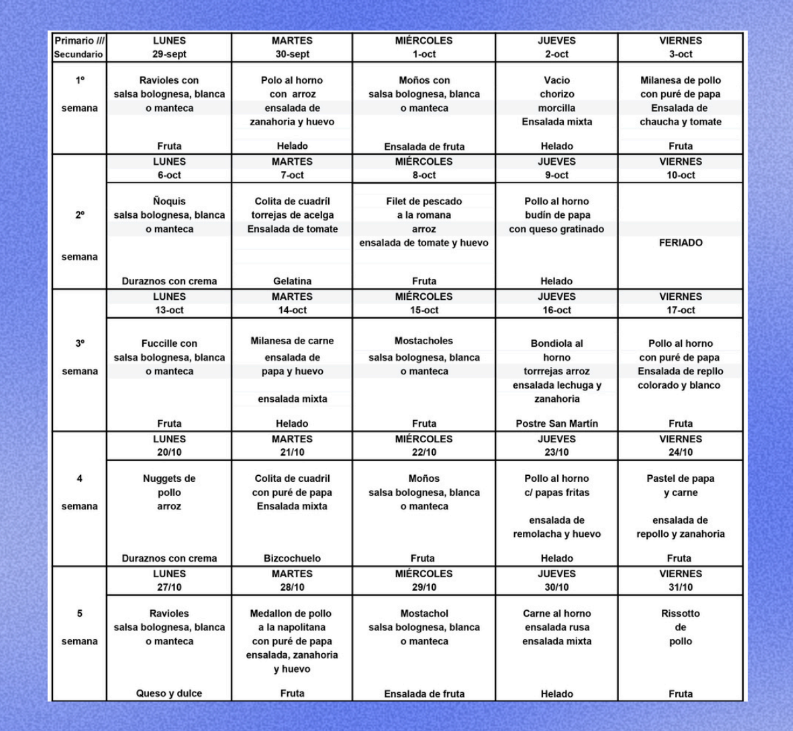 Primario /// LUNES MARTES MIÉRCOLES JUEVES VIERNES
Secundario 29-sept 30-sept 1-oct 2-oct 3-oct
1º Ravioles con Polo al horno Moños con Vacio Milanesa de pollo
salsa bolognesa, blanca con arroz salsa bolognesa, blanca chorizo con puré de papa
semana o manteca ensalada de o manteca morcilla Ensalada de
zanahoria y huevo Ensalada mixta chaucha y tomate
Fruta Helado Ensalada de fruta Helado Fruta
LUNES MARTES MIÉRCOLES JUEVES VIERNES
6-oct 7-oct 8-oct 9-oct 10-oct
Ñoquis Colita de cuadríl Filet de pescado Pollo al horno
2º salsa bolognesa, blanca torrejas de acelga a la romana budín de papa
o manteca Ensalada de tomate arroz con queso gratinado
ensalada de tomate y huevo FERIADO
semana
Duraznos con crema Gelatina Fruta Helado
LUNES MARTES MIÉRCOLES JUEVES VIERNES
13-oct 14-oct 15-oct 16-oct 17-oct
3º Fuccille con Milanesa de carne Mostacholes Bondiola al Pollo al horno
salsa bolognesa, blanca ensalada de salsa bolognesa, blanca horno con puré de papa
semana o manteca papa y huevo o manteca torrrejas arroz Ensalada de repllo
ensalada lechuga y colorado y blanco
ensalada mixta zanahoria
Fruta Helado Fruta Postre San Martín Fruta
LUNES MARTES MIÉRCOLES JUEVES VIERNES
20/10 21/10 22/10 23/10 24/10
4 Nuggets de Colita de cuadril Moños Pollo al horno Pastel de papa
pollo con puré de papa salsa bolognesa, blanca c/ papas fritas y carne
semana arroz Ensalada mixta o manteca
ensalada de ensalada de
remolacha y huevo repollo y zanahoria
Duraznos con crema Bizcochuelo Fruta Helado Fruta
LUNES MARTES MIÉRCOLES JUEVES VIERNES
27/10 28/10 29/10 30/10 31/10
5 Ravioles Medallon de pollo Mostachol Carne al horno Rissotto
salsa bolognesa, blanca a la napolitana salsa bolognesa, blanca ensalada rusa de
semana o manteca con puré de papa o manteca ensalada mixta pollo
ensalada, zanahoria
y huevo
Queso y dulce Fruta Ensalada de fruta Helado Fruta